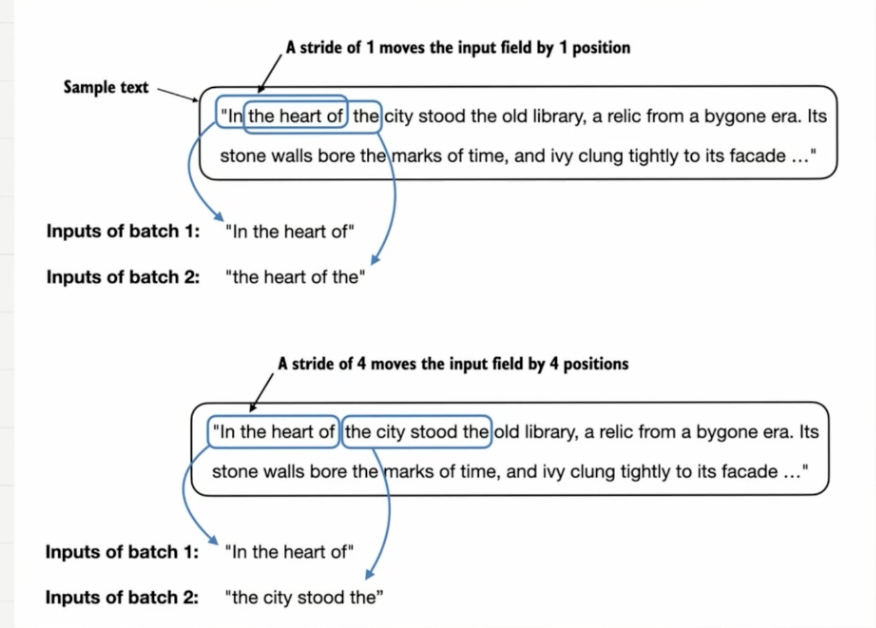 A stride of 1 moves the input field by 1 position
Sample text
"In the heart of the city stood the old library, a relic from a bygone era. Its
stone walls bore the marks of time, and ivy clung tightly to its facade ..."
Inputs of batch 1: "In the heart of"
Inputs of batch 2: "the heart of the"
A stride of 4 moves the input field by 4 positions
"In the heart of the city stood the old library, a relic from a bygone era. Its
stone walls bore the marks of time, and ivy clung tightly to its facade ..."
Inputs of batch 1: "In the heart of"
Inputs of batch 2: "the city stood the”